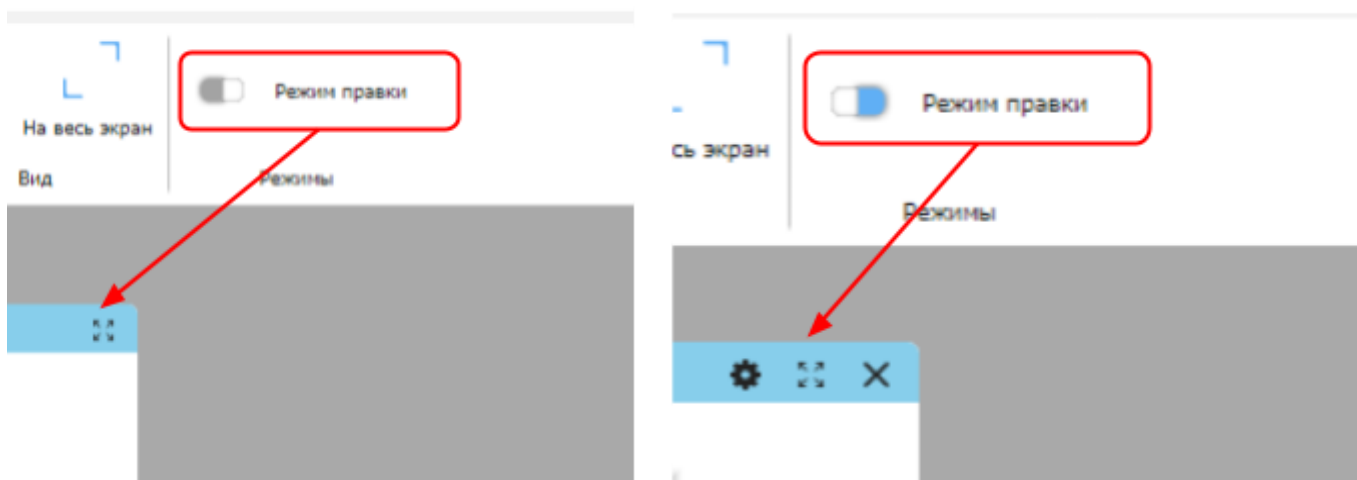 Режим правки
На весь экран
Вид
Режимы
Режим правки
сь экран
Режимы